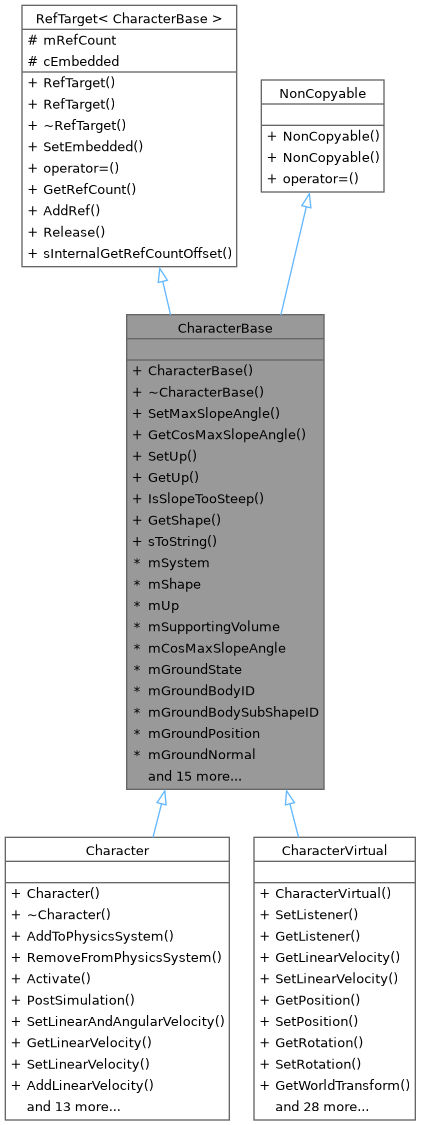 RefTarget< CharacterBase >
# mRefCount
# cEmbedded
+ RefTarget()
+ RefTarget()
+ ~RefTarget()
+ SetEmbedded()
+ operator=()
+ GetRefCount()
+ AddRef()
+ Release()
+ sInternalGetRefCountOffset()
NonCopyable
+ NonCopyable()
+ NonCopyable()
+ operator=()
CharacterBase
+ CharacterBase()
+ ~CharacterBase()
+ SetMaxSlopeAngle()
+ GetCosMaxSlopeAngle()
+ SetUp()
+ GetUp()
+ IsSlopeTooSteep()
+ GetShape()
+ sToString()
* mSystem
* mShape
* mUp
* mSupportingVolume
* mCosMaxSlopeAngle
* mGroundState
* mGroundBodyID
* mGroundBodySubShapeID
* mGroundPosition
* mGroundNormal
and 15 more...
Character
+ Character()
+ ~Character()
+ AddToPhysicsSystem()
+ RemoveFromPhysicsSystem()
+ Activate()
+ PostSimulation()
+ SetLinearAndAngularVelocity()
+ GetLinearVelocity()
+ SetLinearVelocity()
+ AddLinearVelocity()
and 13 more...
CharacterVirtual
+ CharacterVirtual()
+ SetListener()
+ GetListener()
+ GetLinearVelocity()
+ SetLinearVelocity()
+ GetPosition()
+ SetPosition()
+ GetRotation()
+ SetRotation()
+ GetWorldTransform()
and 28 more...